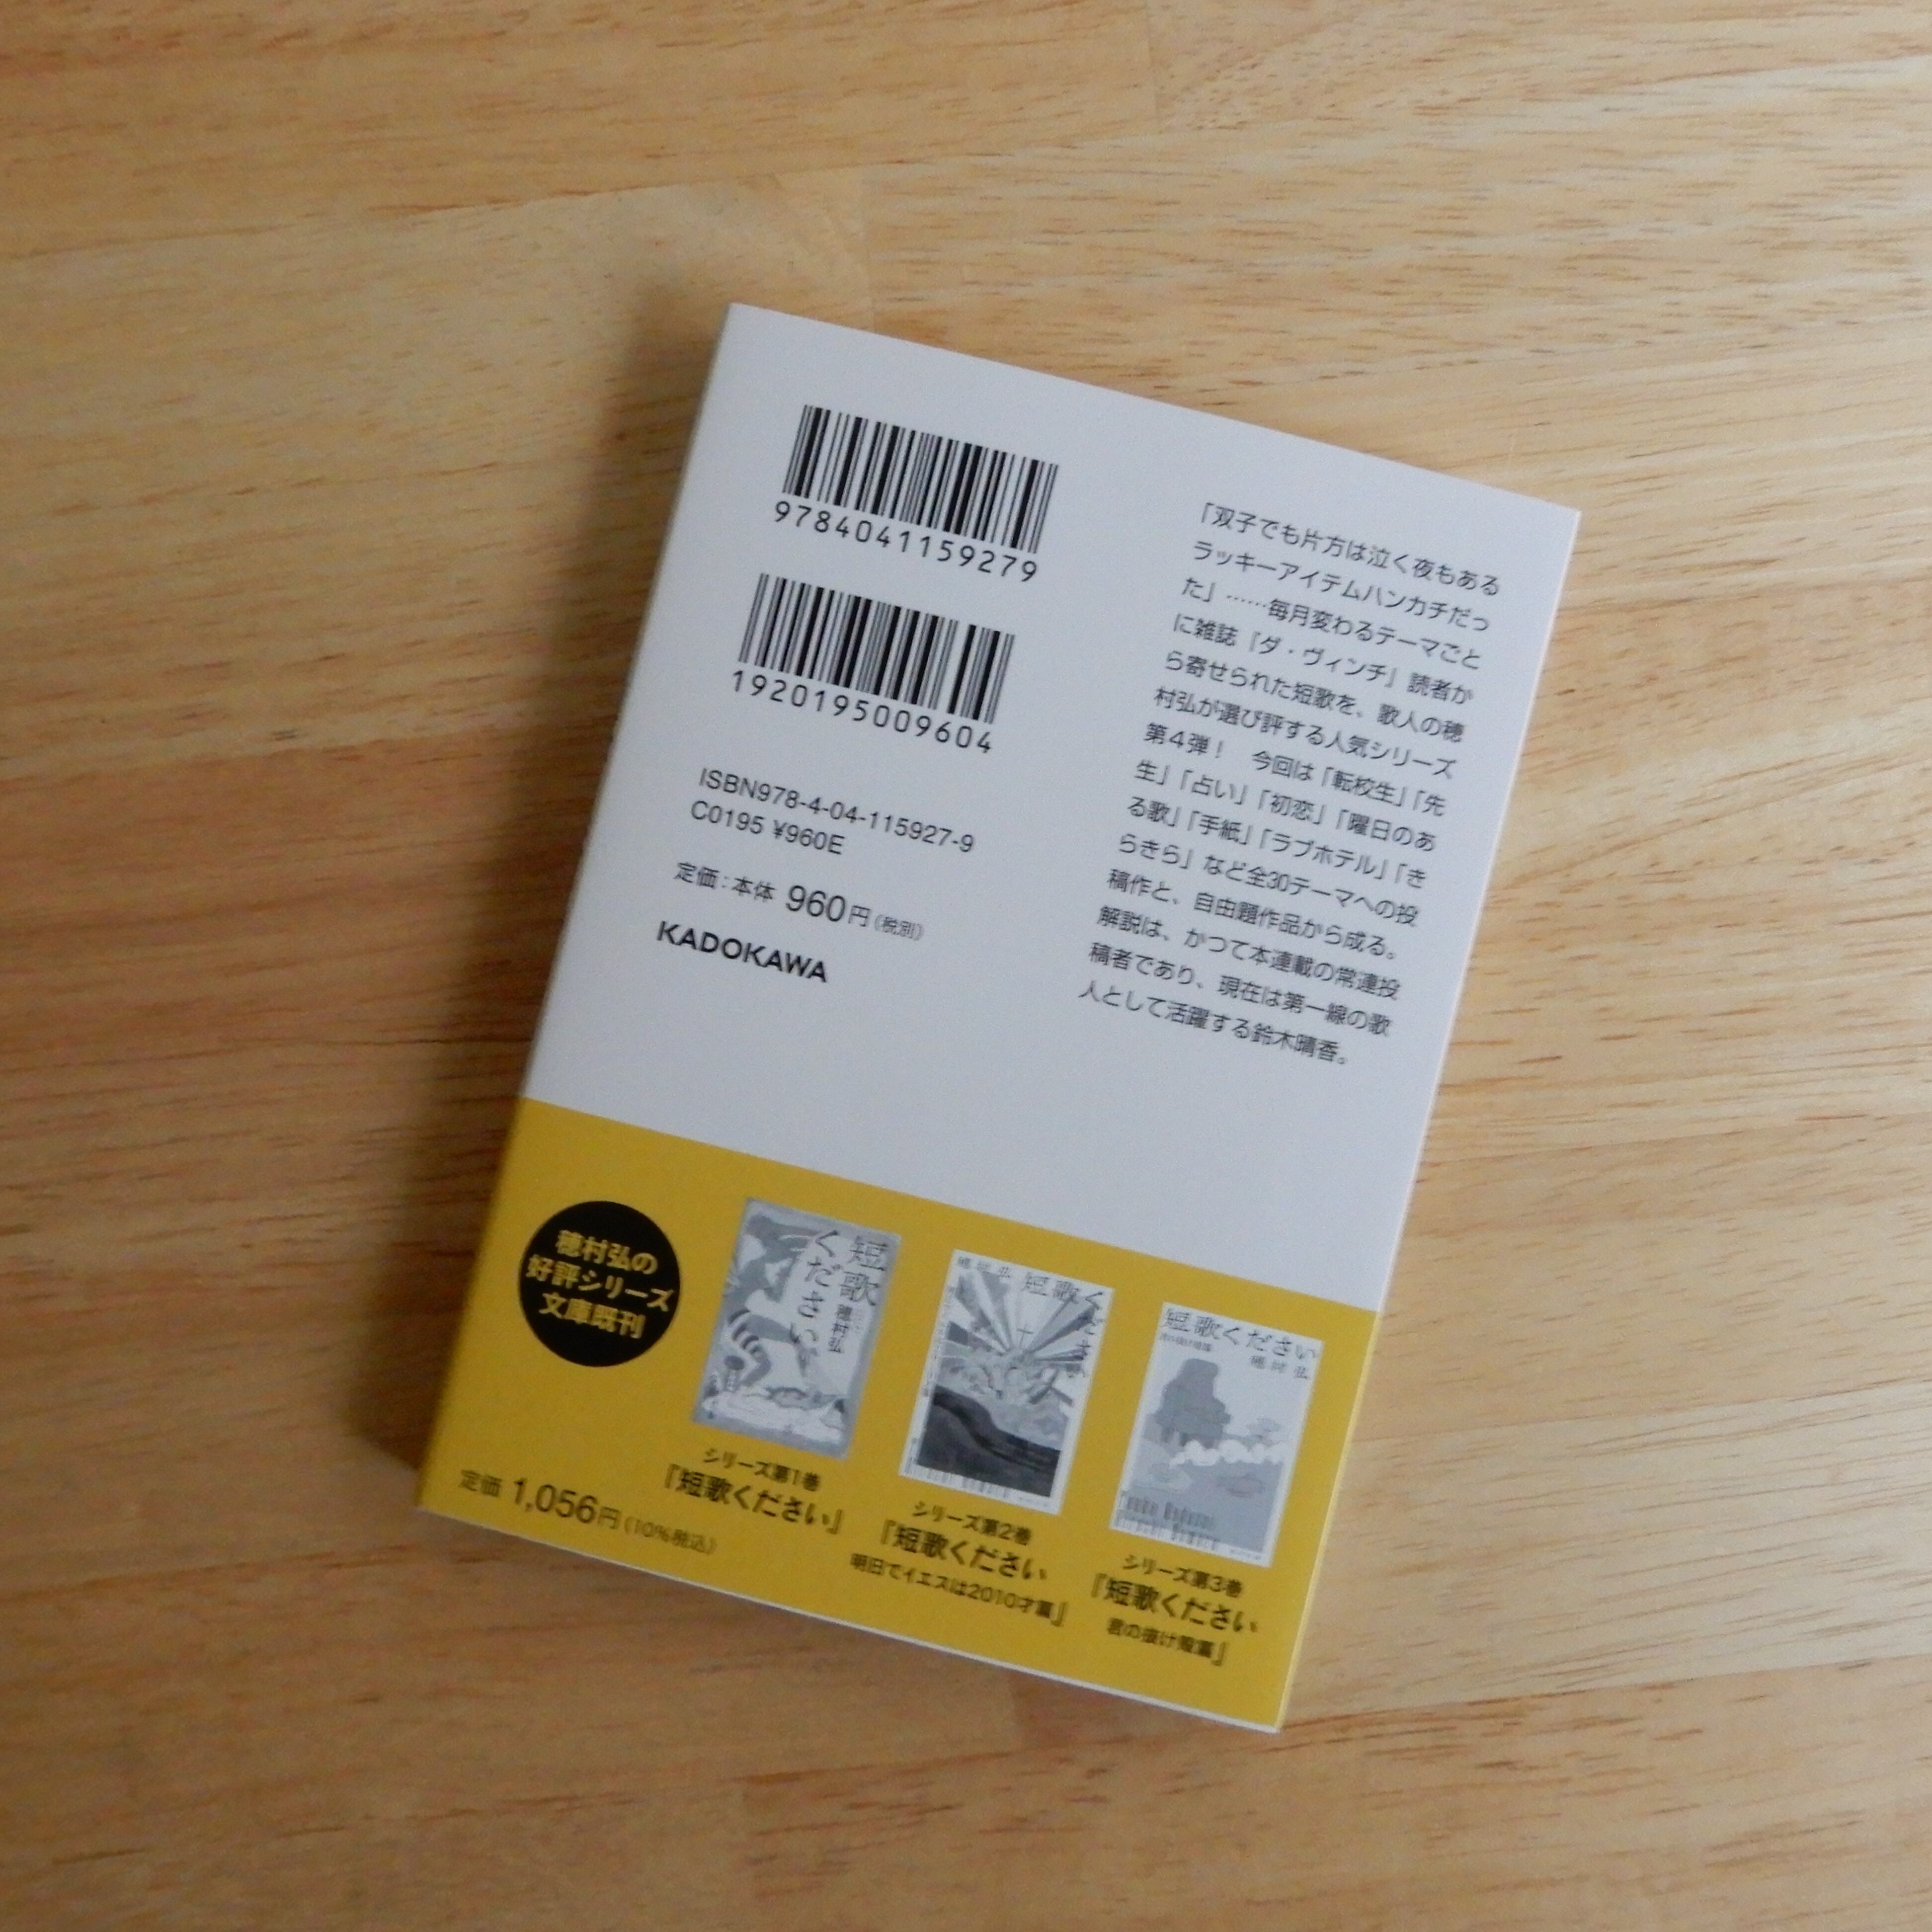 9784041159279
1920195009604
ISBN978-4-04-115927-9
C0195 ¥960E
定価：本体 960円（税別）
KADOKAWA
「双子でも片方は泣く夜もある
ラッキーアイテムハンカチだっ
た」……毎月変わるテーマごと
に雑誌『ダ・ヴィンチ』読者か
ら寄せられた短歌を、歌人の穂
村弘が選び評する人気シリーズ
第4弾！　今回は「転校生」「先
生」「占い」「初恋」「曜日のあ
る歌」「手紙」「ラブホテル」「き
らきら」など全30テーマへの投
稿作と、自由題作品から成る。
解説は、かつて本連載の常連投
稿者であり、現在は第一線の歌
人として活躍する鈴木晴香。
穂村弘の
好評シリーズ
文庫既刊
短歌
ください
穂村弘
シリーズ第1巻
『短歌ください』
穂村弘
短歌ください
シリーズ第2巻
『短歌ください
明日でイエスは2010才篇』
短歌ください
君の抜け殻篇
穂村弘
シリーズ第3巻
『短歌ください
君の抜け殻篇』
定価 1,056円（10%税込）